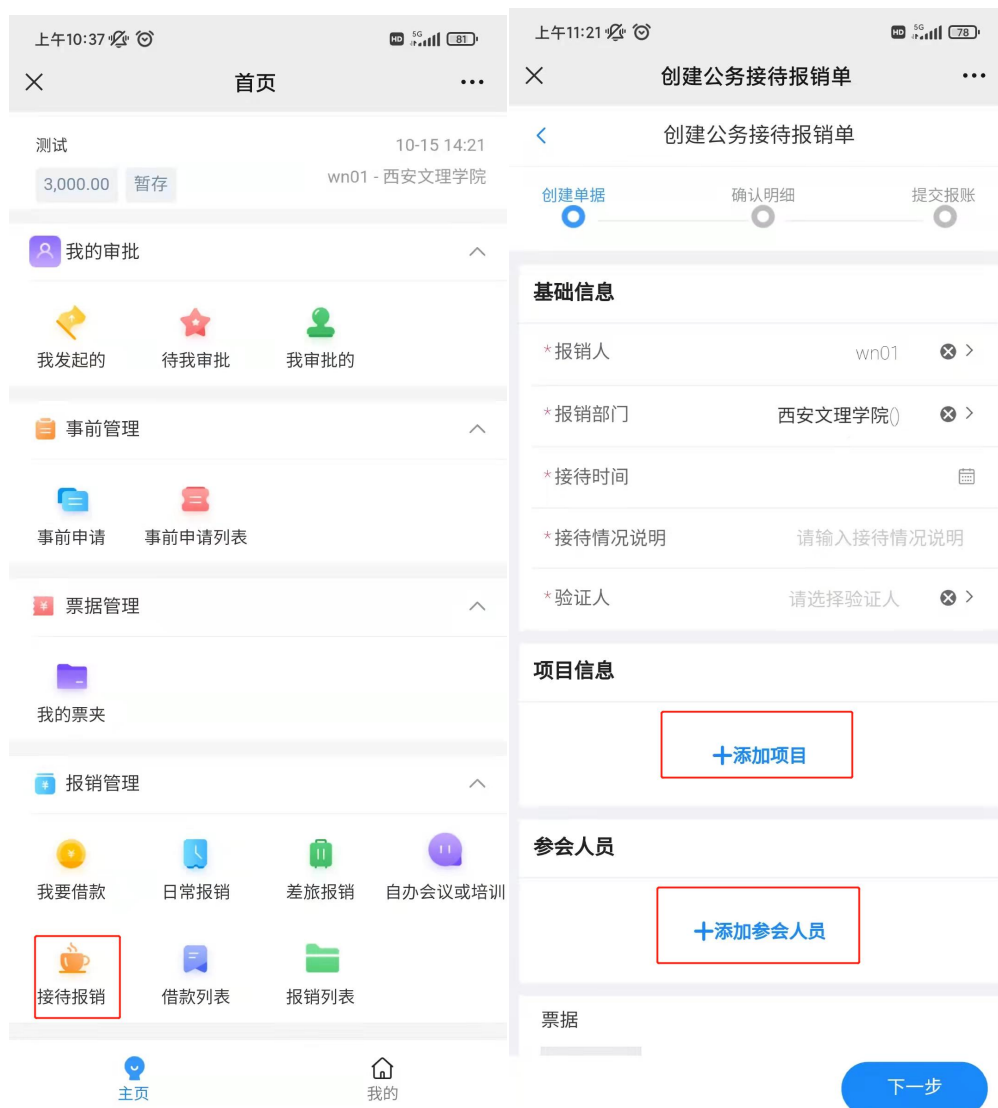 上午10:37
HD 5G 81
首页
测试
10-15 14:21
3,000.00
暂存
wn01 - 西安文理学院
我的审批
我发起的
待我审批
我审批的
事前管理
事前申请
事前申请列表
票据管理
我的票夹
报销管理
我要借款
日常报销
差旅报销
自办会议或培训
接待报销
借款列表
报销列表
主页
我的
上午11:21
HD 5G 78
创建公务接待报销单
创建公务接待报销单
创建单据
确认明细
提交报账
基础信息
*报销人
wn01
*报销部门
西安文理学院()
*接待时间
*接待情况说明
请输入接待情况说明
*验证人
请选择验证人
项目信息
+添加项目
参会人员
+添加参会人员
票据
下一步